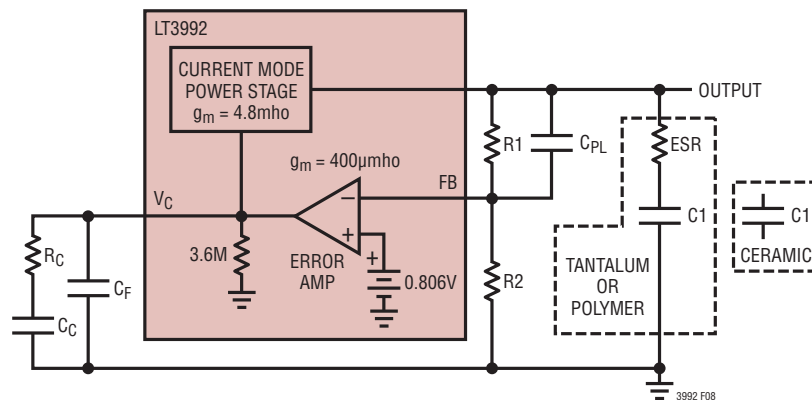 LT3992
CURRENT MODE
POWER STAGE
gm = 4.8mho
OUTPUT
R1
CPL
ESR
gm = 400µmho
FB
VC
–
+
C1
C1
CERAMIC
RC
3.6M
ERROR
AMP
+
0.806V
R2
TANTALUM
OR
POLYMER
CF
CC
3992 F08